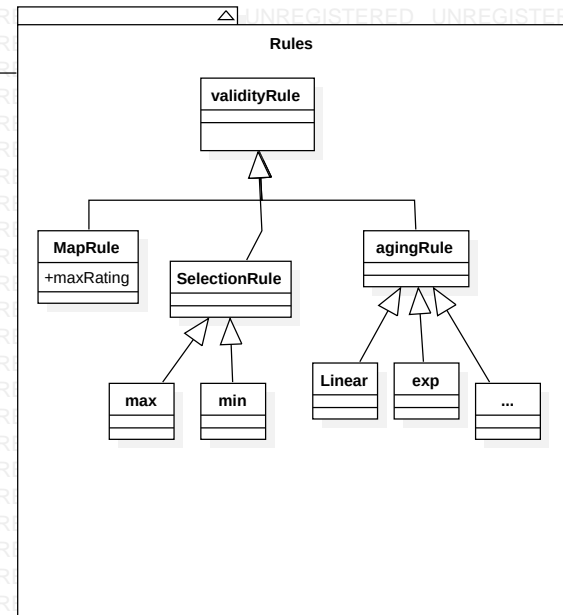 UNREGISTERED UNREGISTERED
Rules
validityRule
MapRule
+maxRating
SelectionRule
agingRule
max
min
Linear
exp
...